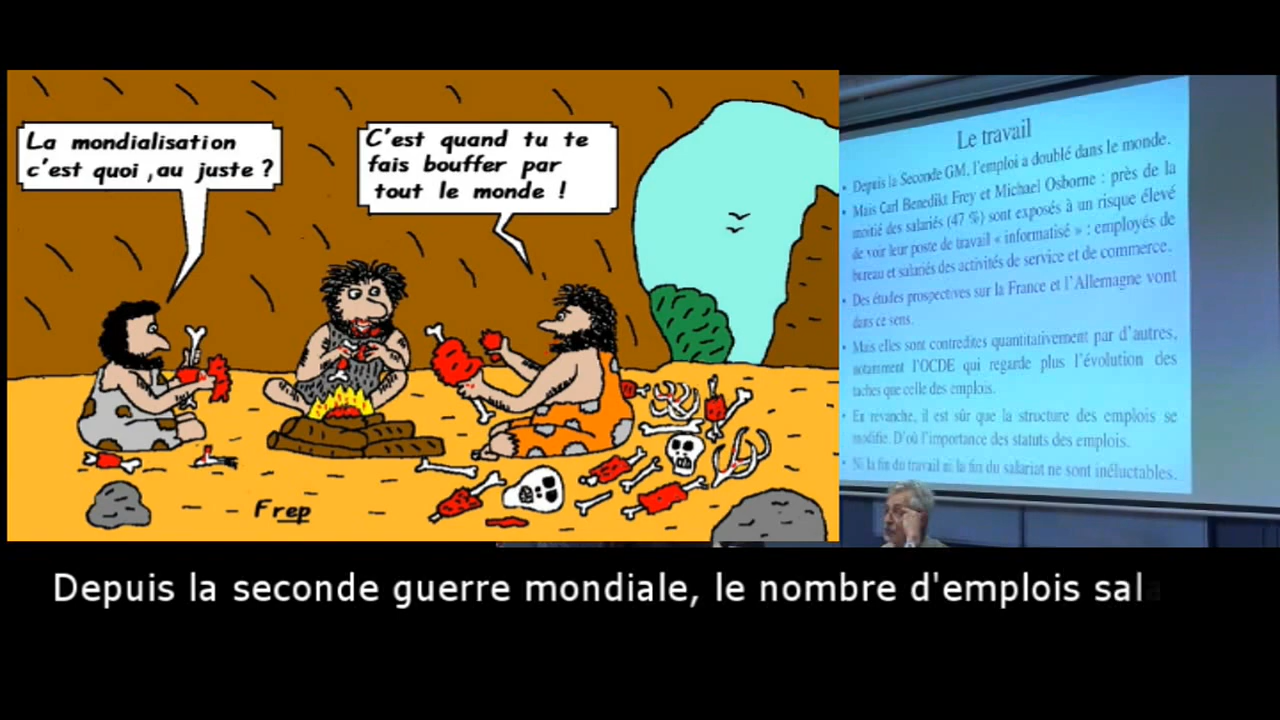 La mondialisation
c'est quoi , au juste ?
C'est quand tu te
fais bouffer par
tout le monde !
Frep
Le travail
• Depuis la Seconde GM, l'emploi a doublé dans le monde.
• Mais Carl Benedikt Frey et Michael Osborne : près de la
moitié des salariés (47 %) sont exposés à un risque élevé
de voir leur poste de travail « informatisé » : employés de
bureau et salariés des activités de service et de commerce.
• Des études prospectives sur la France et l'Allemagne vont
dans ce sens.
• Mais elles sont contredites quantitativement par d'autres,
notamment l'OCDE qui regarde plus l'évolution des
taches que celle des emplois.
• En revanche, il est sûr que la structure des emplois se
modifie. D'où l'importance des statuts des emplois.
• Ni la fin du travail ni la fin du salariat ne sont inéluctables.
Depuis la seconde guerre mondiale, le nombre d'emplois sal